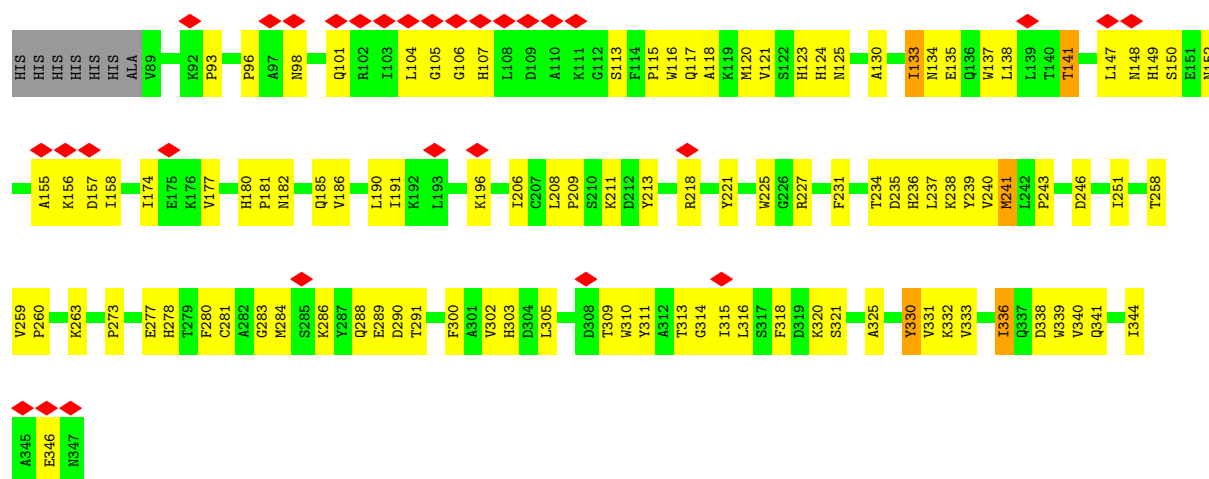 HIS HIS HIS HIS HIS HIS ALA V89 K92 P93 P96 A97 N98 Q101 R102 I103 L104 G105 G106 H107 L108 D109 A110 K111 G112 S113 F114 P115 W116 Q117 A118 K119 M120 V121 S122 H123 H124 N125 A130 I133 N134 E135 Q136 W137 L138 L139 T140 T141 L147 N148 H149 S150 E151 N152
A155 K156 D157 I158 I174 E175 K176 V177 H180 P181 N182 Q185 V186 L190 I191 K192 L193 K196 I206 C207 L208 P209 S210 K211 D212 Y213 R218 Y221 W225 G226 R227 F231 T234 D235 H236 L237 K238 Y239 V240 M241 L242 P243 D246 I251 T258
V259 P260 K263 P273 E277 H278 T279 F280 C281 A282 G283 M284 S285 K286 Y287 Q288 E289 D290 T291 F300 A301 V302 H303 D304 L305 D308 T309 W310 Y311 A312 T313 G314 I315 L316 S317 F318 D319 K320 S321 A325 Y330 V331 K332 V333 I336 Q337 D338 W339 V340 Q341 I344
A345 E346 N347